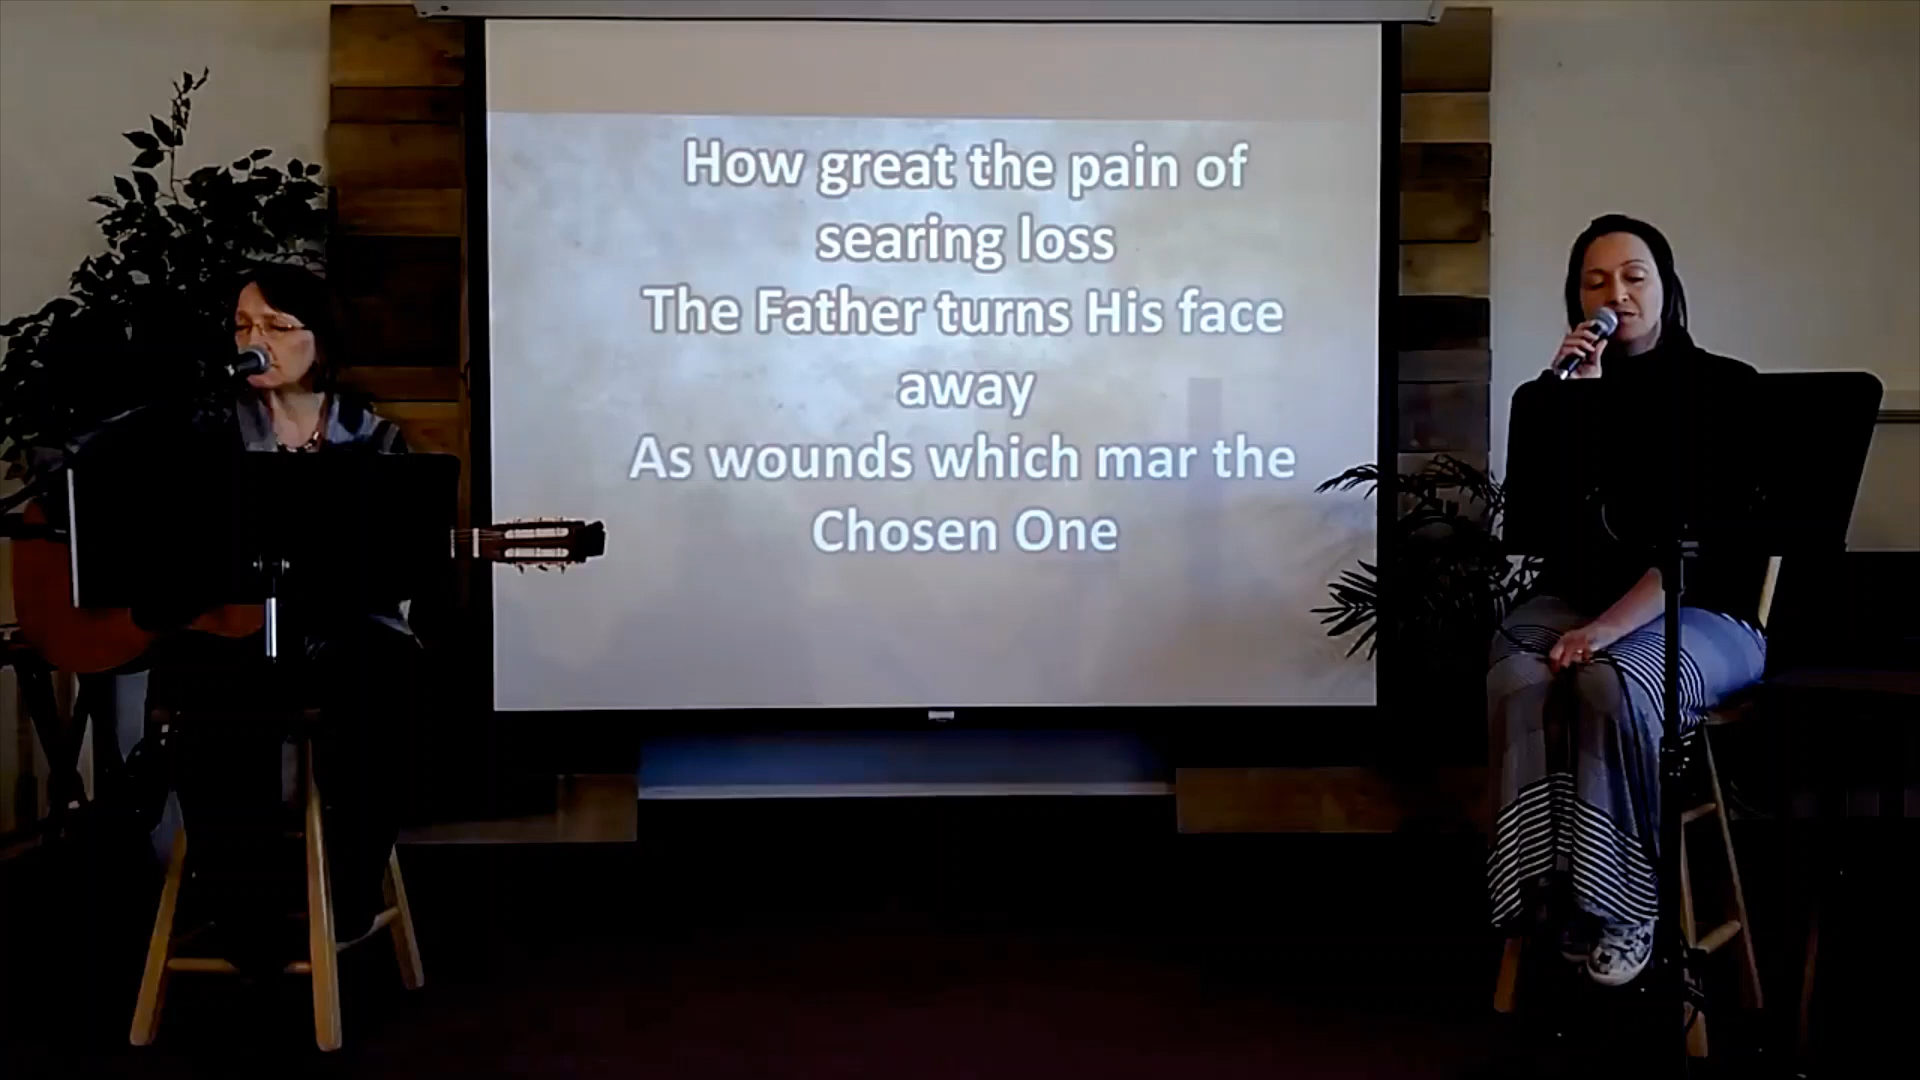 How great the pain of
searing loss
The Father turns His face
away
As wounds which mar the
Chosen One